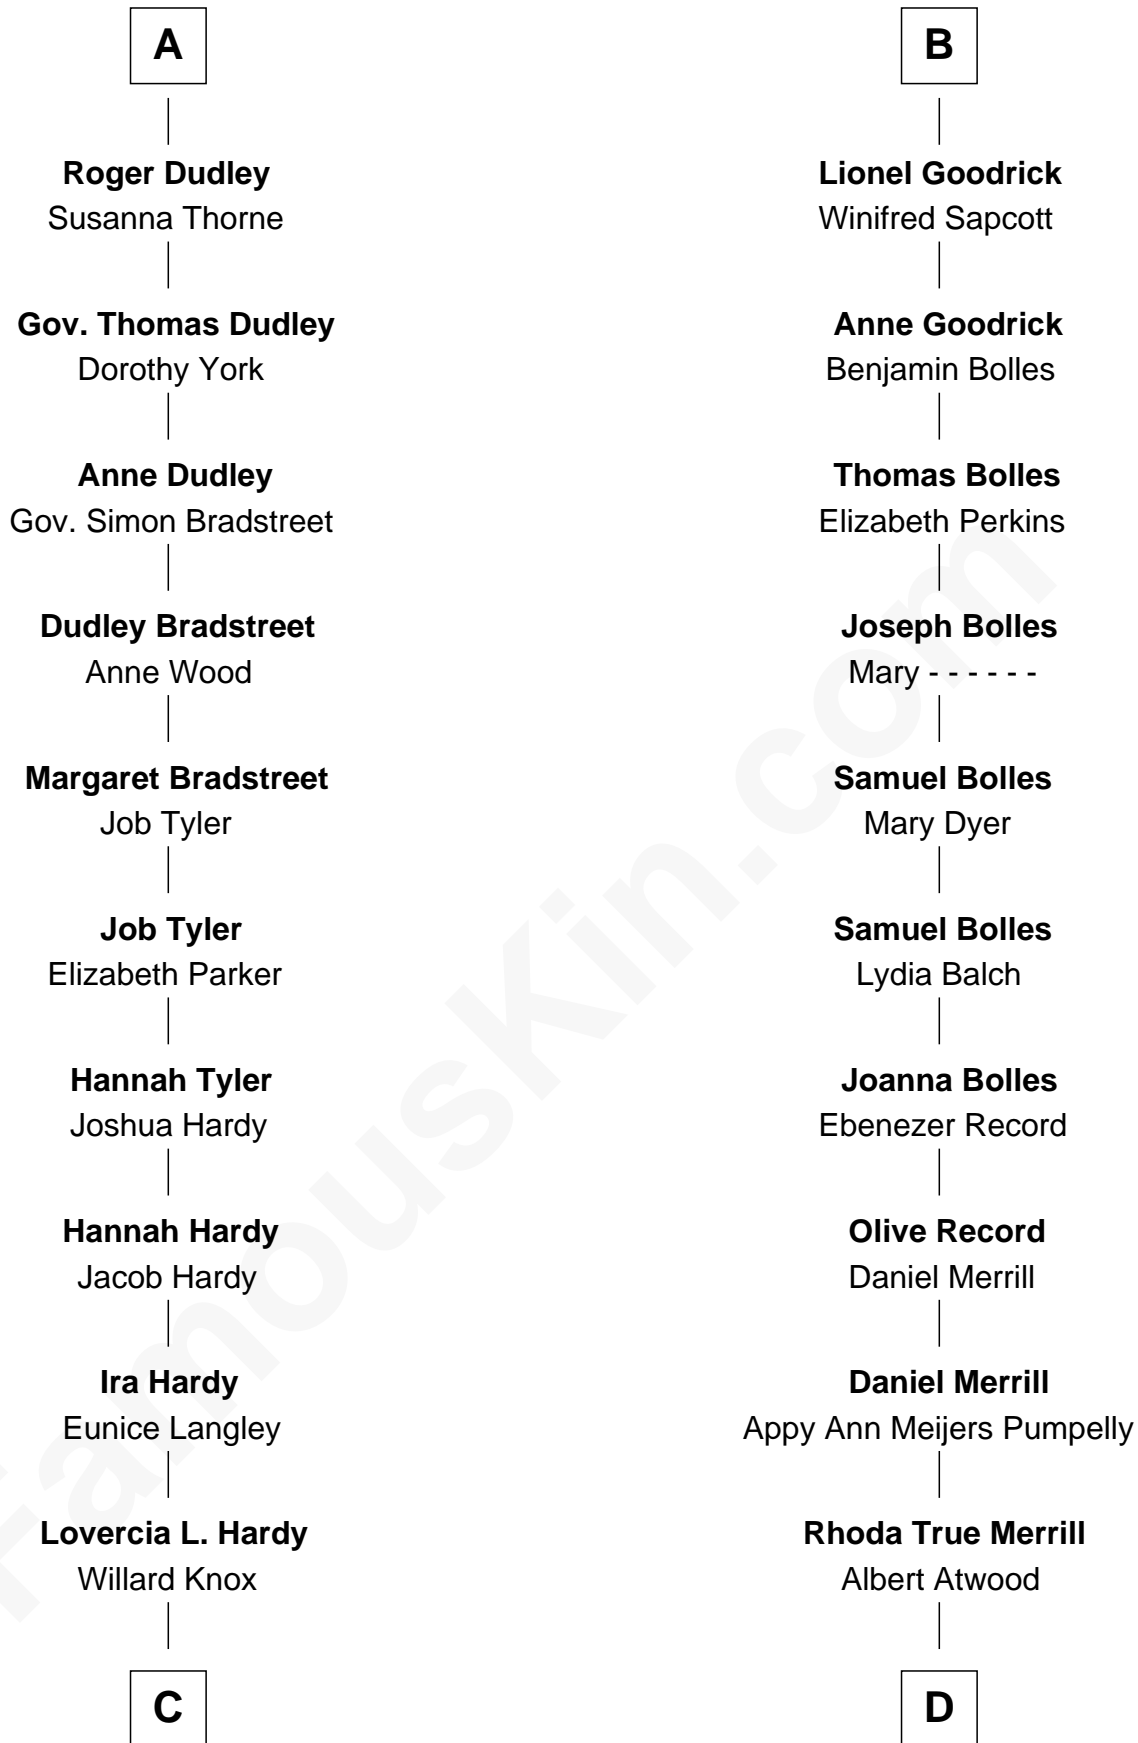 A
Roger Dudley
Susanna Thorne
Gov. Thomas Dudley
Dorothy York
Anne Dudley
Gov. Simon Bradstreet
Dudley Bradstreet
Anne Wood
Margaret Bradstreet
Job Tyler
Job Tyler
Elizabeth Parker
Hannah Tyler
Joshua Hardy
Hannah Hardy
Jacob Hardy
Ira Hardy
Eunice Langley
Lovercia L. Hardy
Willard Knox
C
B
Lionel Goodrick
Winifred Sapcott
Anne Goodrick
Benjamin Bolles
Thomas Bolles
Elizabeth Perkins
Joseph Bolles
Mary - - - - - -
Samuel Bolles
Mary Dyer
Samuel Bolles
Lydia Balch
Joanna Bolles
Ebenezer Record
Olive Record
Daniel Merrill
Daniel Merrill
Appy Ann Meijers Pumpelly
Rhoda True Merrill
Albert Atwood
D
FamousKin.com